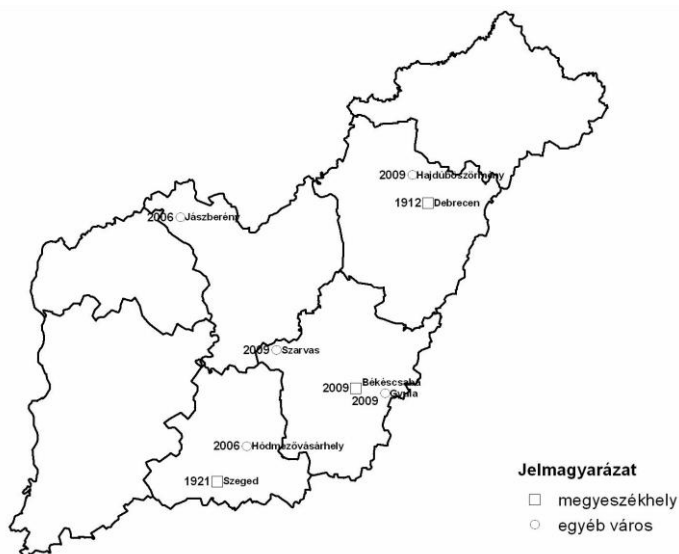 2009 Hajdúböszörmény
1912 Debrecen
2006 Jászberény
2009 Szarvas
2009 Békéscsaba
2009 Gyula
2006 Hódmezővásárhely
1921 Szeged
Jelmagyarázat
megyeszékhely
egyéb város